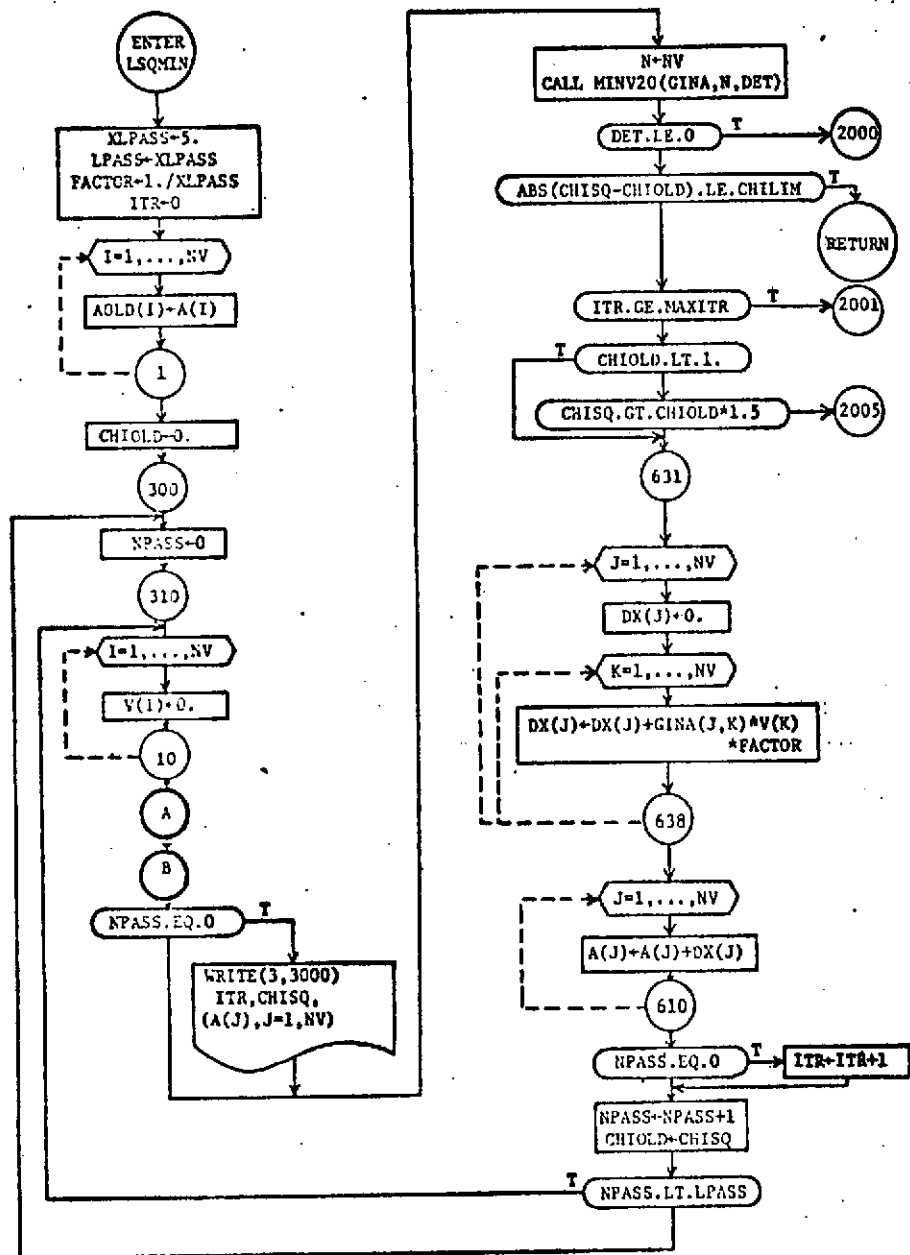 ENTER
LSQMIN
XLPASS←5.
LPASS←XLPASS
FACTOR←1./XLPASS
ITR←0
I=1,...,NV
AOLD(I)←A(I)
1
CHIOLD←0.
300
NPASS←0
310
I=1,...,NV
V(I)←0.
10
A
B
NPASS.EQ.0
T
WRITE(3,3000)
ITR,CHISQ,
(A(J),J=1,NV)
N←NV
CALL MINV20(GINA,N,DET)
DET.LE.0
T
2000
ABS(CHISQ-CHIOLD).LE.CHILIM
T
RETURN
ITR.GE.MAXITR
T
2001
T
CHIOLD.LT.1.
CHISQ.GT.CHIOLD*1.5
2005
631
J=1,...,NV
DX(J)←0.
K=1,...,NV
DX(J)←DX(J)+GINA(J,K)*V(K)
*FACTOR
638
J=1,...,NV
A(J)←A(J)+DX(J)
610
NPASS.EQ.0
T
ITR←ITR+1
NPASS←NPASS+1
CHIOLD←CHISQ
T
NPASS.LT.LPASS